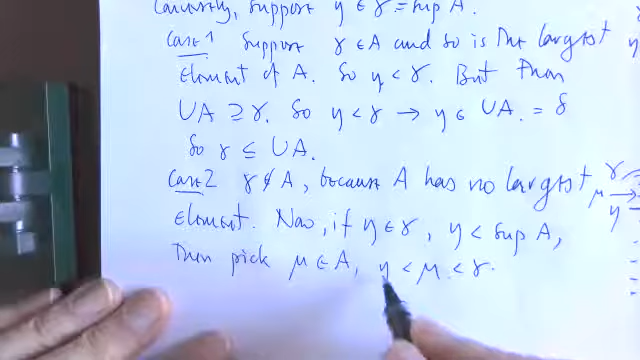 Conversely, suppose η ∈ γ = sup A.
Case 1 Suppose γ ∈ A and so is the largest
element of A. So η < γ. But then
∪A ⊇ γ. So η < γ → η ∈ ∪A. = δ
So γ ≤ ∪A.
Case 2 γ ∉ A, because A has no largest
element. Now, if η ∈ γ, η < sup A,
then pick μ ∈ A, η < μ < γ.
γ
μ
η